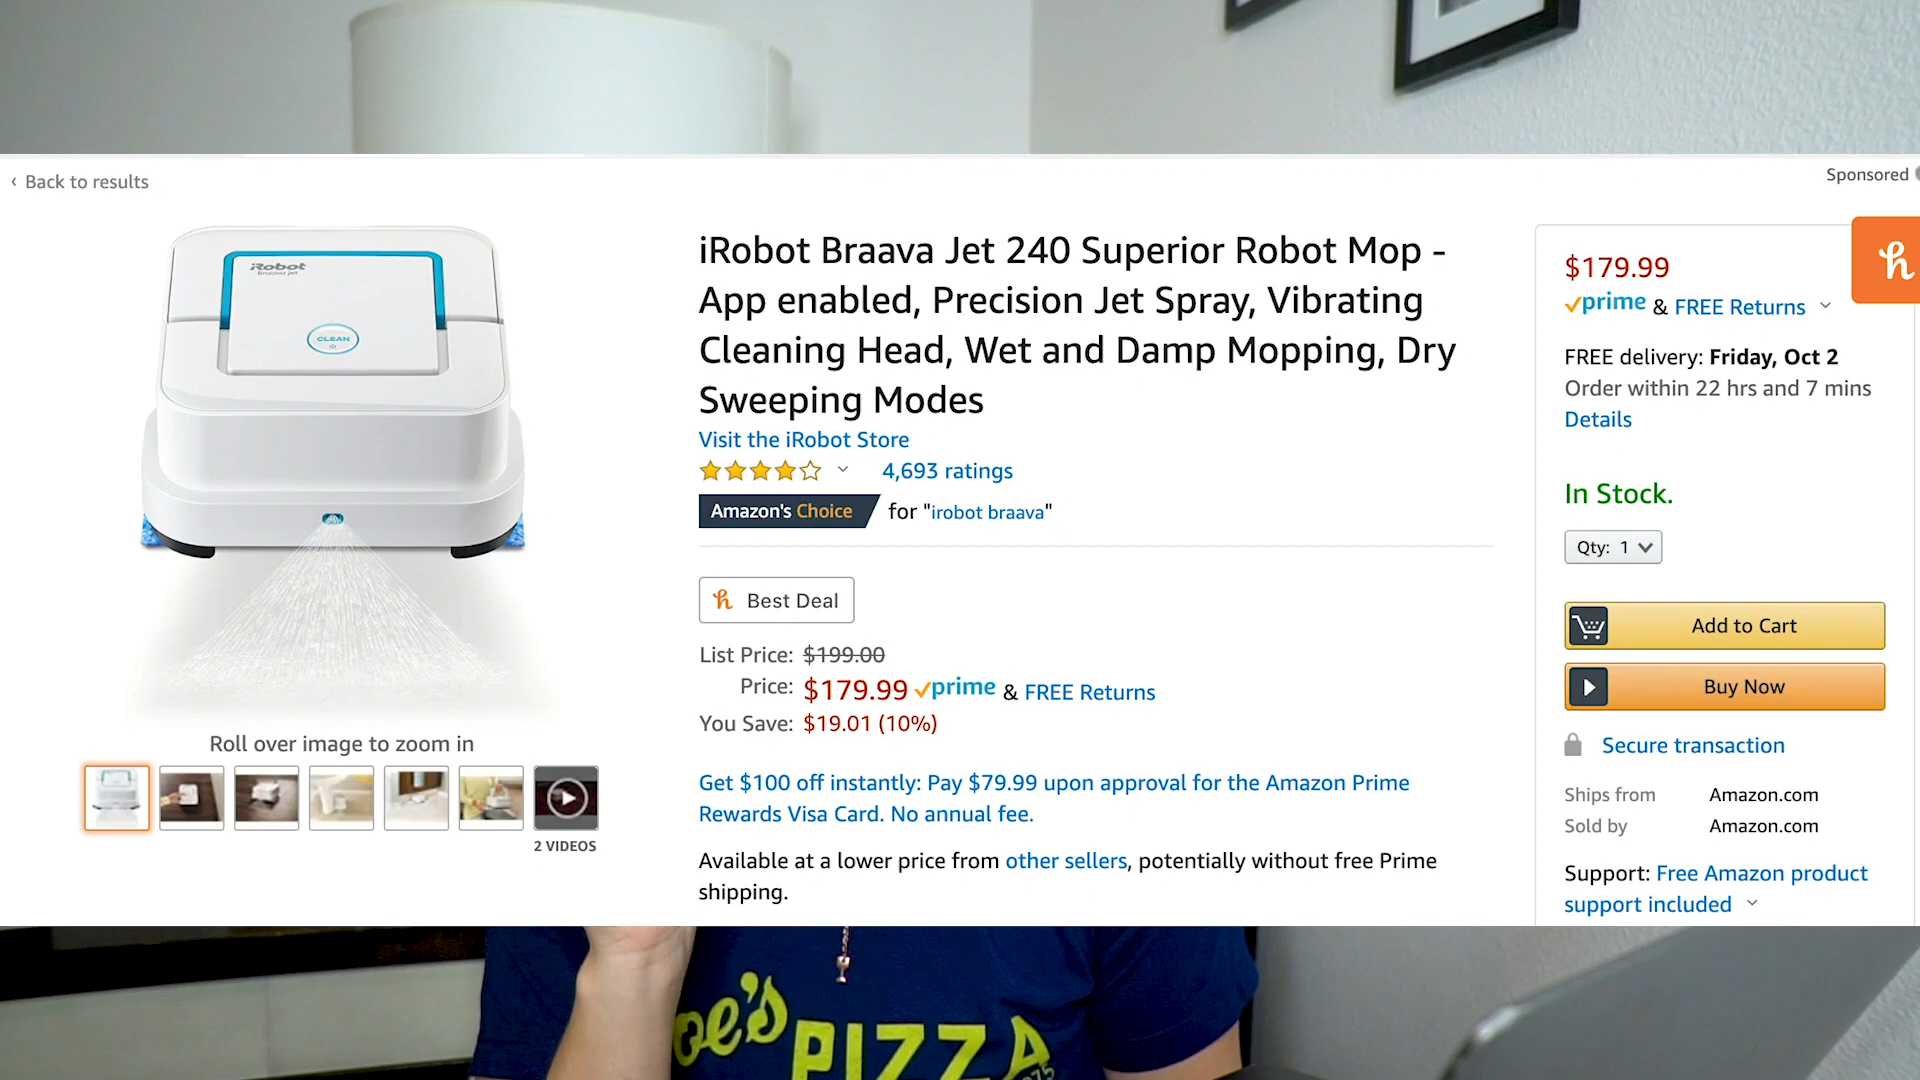 ‹ Back to results
Sponsored
iRobot
Braava jet
CLEAN
Roll over image to zoom in
2 VIDEOS
iRobot Braava Jet 240 Superior Robot Mop -
App enabled, Precision Jet Spray, Vibrating
Cleaning Head, Wet and Damp Mopping, Dry
Sweeping Modes
Visit the iRobot Store
4,693 ratings
Amazon's Choice for "irobot braava"
h Best Deal
List Price: $199.00
Price: $179.99 prime & FREE Returns
You Save: $19.01 (10%)
Get $100 off instantly: Pay $79.99 upon approval for the Amazon Prime
Rewards Visa Card. No annual fee.
Available at a lower price from other sellers, potentially without free Prime
shipping.
$179.99
h
prime & FREE Returns
FREE delivery: Friday, Oct 2
Order within 22 hrs and 7 mins
Details
In Stock.
Qty: 1
Add to Cart
Buy Now
Secure transaction
Ships from Amazon.com
Sold by Amazon.com
Support: Free Amazon product
support included
oe's
PIZZA
975